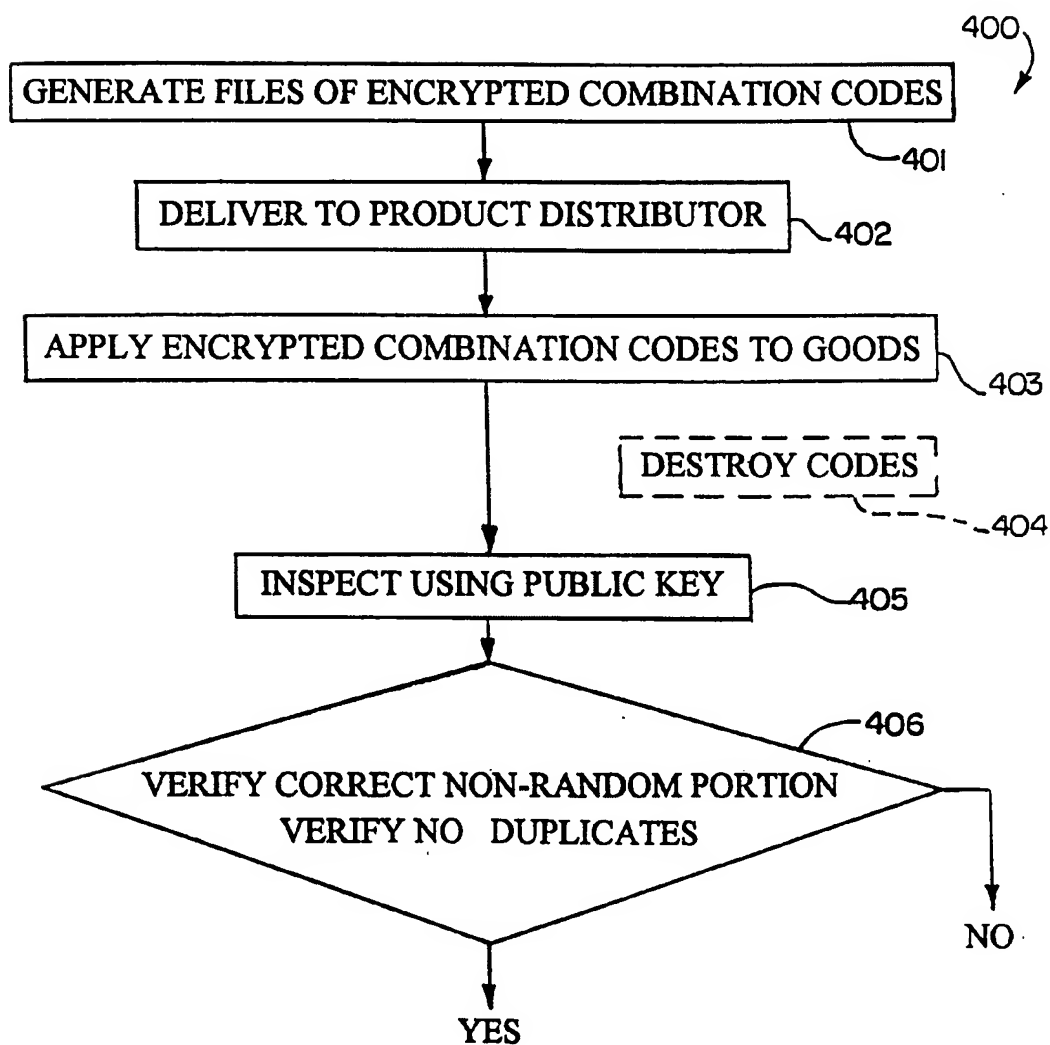 400
GENERATE FILES OF ENCRYPTED COMBINATION CODES
401
DELIVER TO PRODUCT DISTRIBUTOR
402
APPLY ENCRYPTED COMBINATION CODES TO GOODS
403
DESTROY CODES
404
INSPECT USING PUBLIC KEY
405
406
VERIFY CORRECT NON-RANDOM PORTION
VERIFY NO DUPLICATES
NO
YES